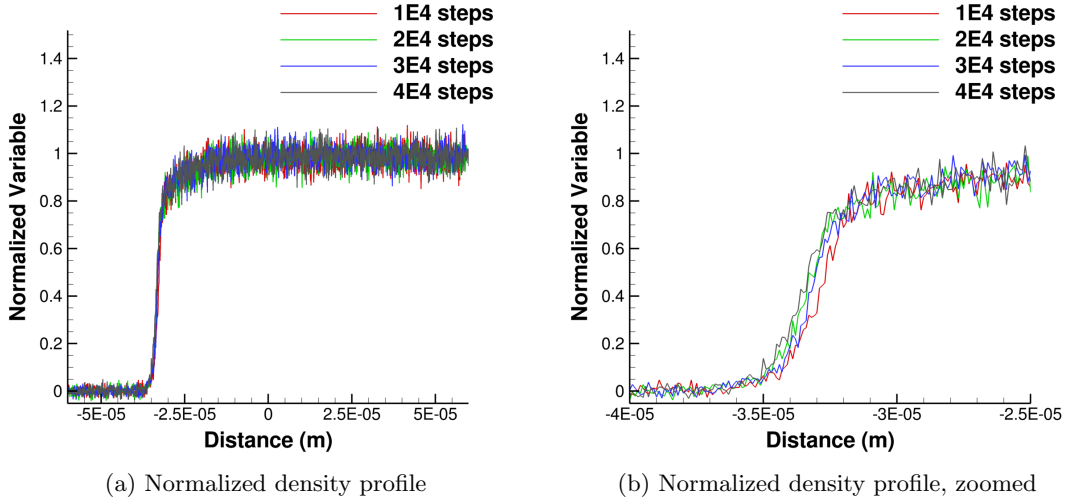 1E4 steps
2E4 steps
3E4 steps
4E4 steps
Normalized Variable
1.4
1.2
1
0.8
0.6
0.4
0.2
0
-5E-05
-2.5E-05
0
2.5E-05
5E-05
Distance (m)
(a) Normalized density profile
1E4 steps
2E4 steps
3E4 steps
4E4 steps
Normalized Variable
1.4
1.2
1
0.8
0.6
0.4
0.2
0
-4E-05
-3.5E-05
-3E-05
-2.5E-05
Distance (m)
(b) Normalized density profile, zoomed